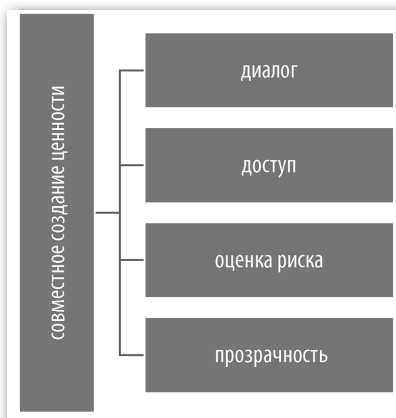 совместное создание ценности
диалог
доступ
оценка риска
прозрачность